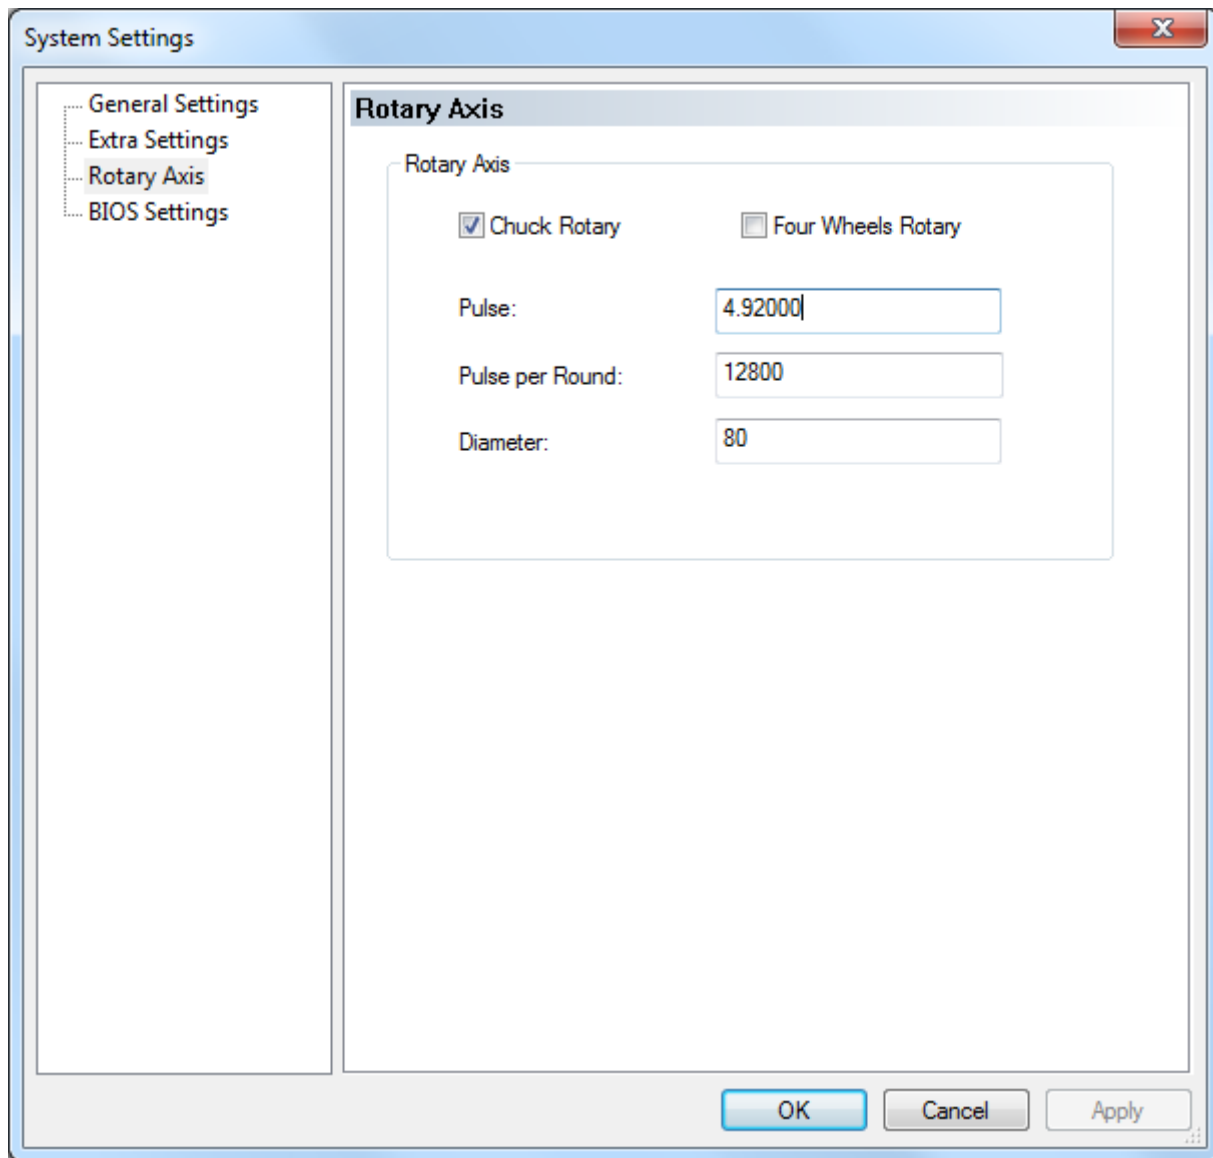 System Settings
General Settings
Extra Settings
Rotary Axis
BIOS Settings
Rotary Axis
Rotary Axis
Chuck Rotary
Four Wheels Rotary
Pulse: 4.92000
Pulse per Round: 12800
Diameter: 80
OK Cancel Apply